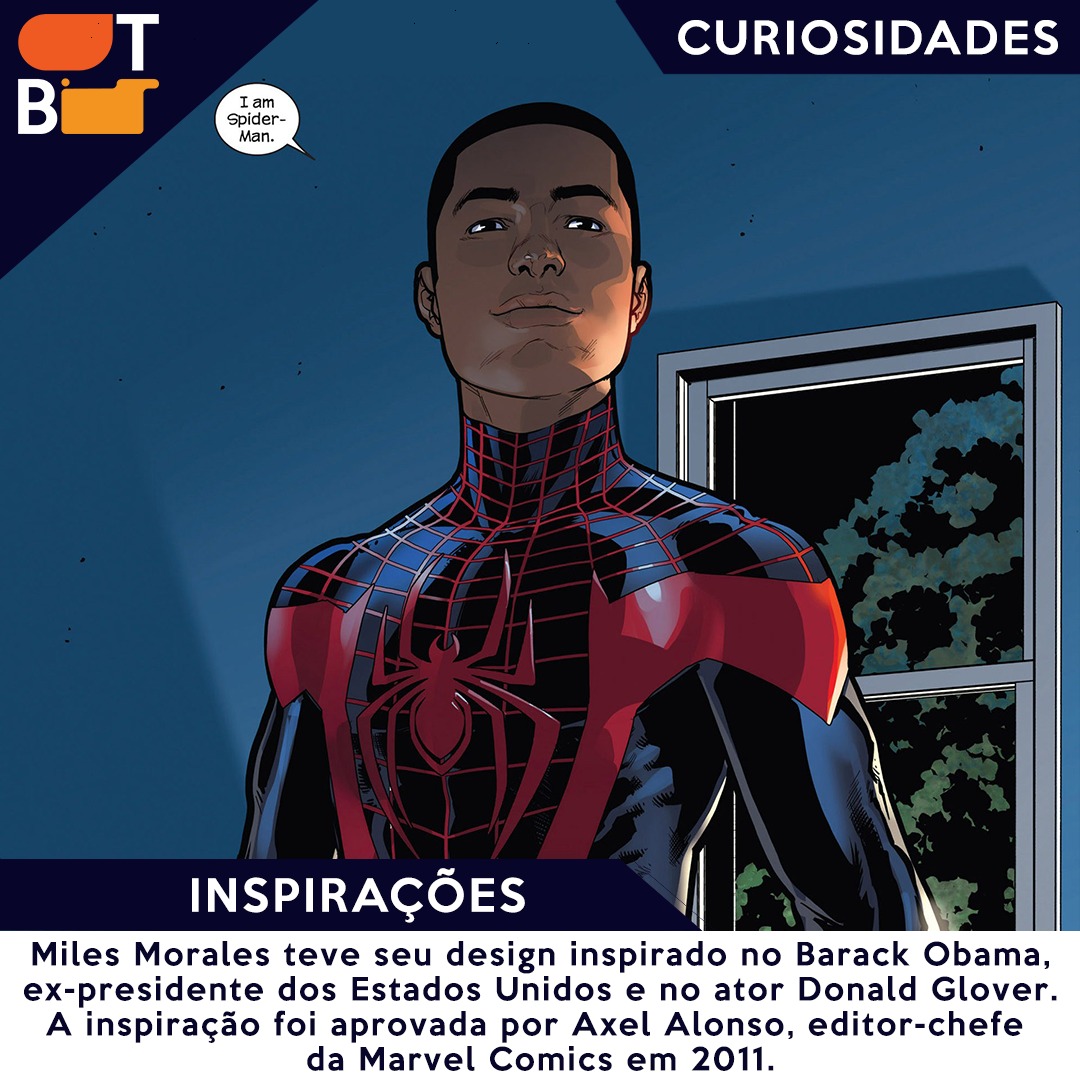 T
B
CURIOSIDADES
I am
Spider-
Man.
INSPIRAÇÕES
Miles Morales teve seu design inspirado no Barack Obama,
ex-presidente dos Estados Unidos e no ator Donald Glover.
A inspiração foi aprovada por Axel Alonso, editor-chefe
da Marvel Comics em 2011.